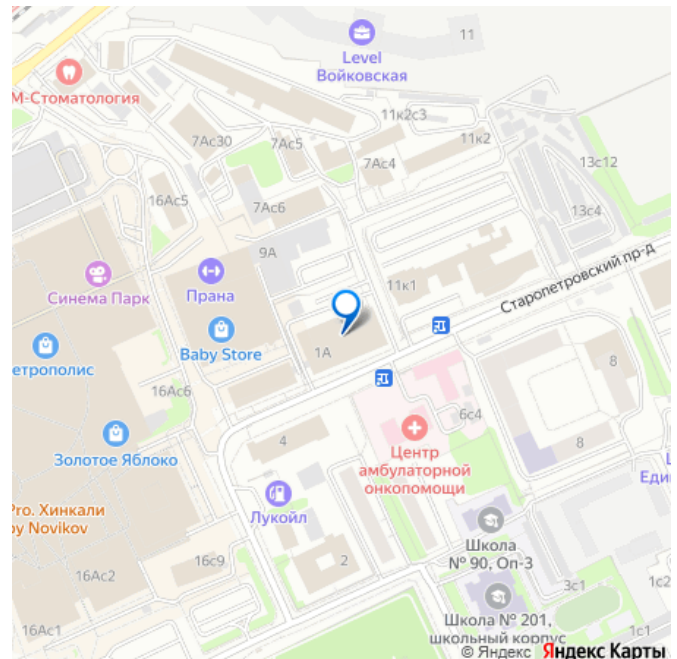 11
Level
Войковская
М-Стоматология
11к2с3
7Ас30
7Ас5
11к2
7Ас4
13с12
16Ас5
7Ас6
13с4
9А
Синема Парк
Прана
11к1
Старопетровский пр-д
етрополис
Baby Store
1А
8
16Ас6
6с4
4
8
Золотое Яблоко
Центр
амбулаторной
онкопомощи
Еди
Pro. Хинкали
by Novikov
Лукойл
Школа
№ 90, Оп-3
16с9
2
16Ас2
3с1
1с2
Школа № 201,
школьный корпус
16Ас1
1с1
© Яндекс Яндекс Карты